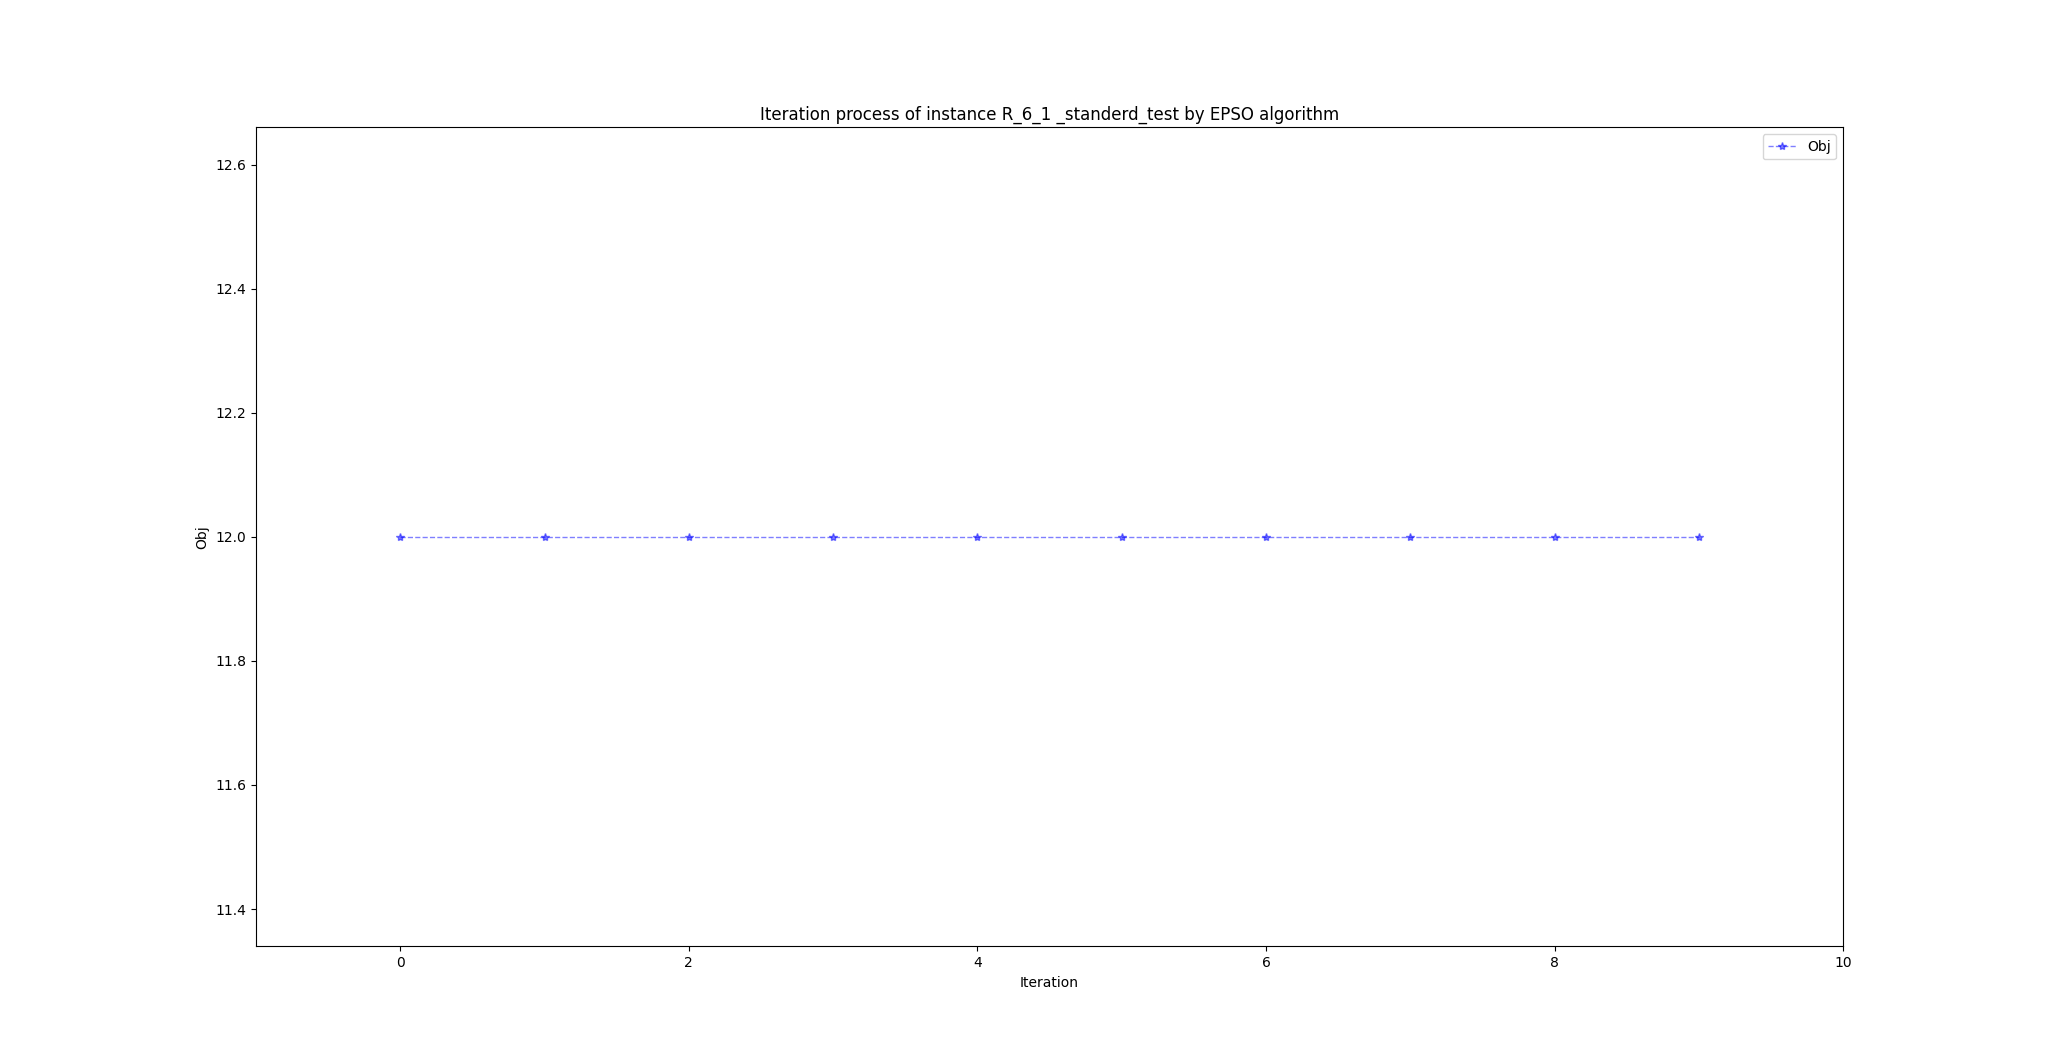 Iteration process of instance R_6_1 _standerd_test by EPSO algorithm
Obj
12.6
12.4
12.2
12.0
11.8
11.6
11.4
Obj
0 2 4 6 8 10
Iteration